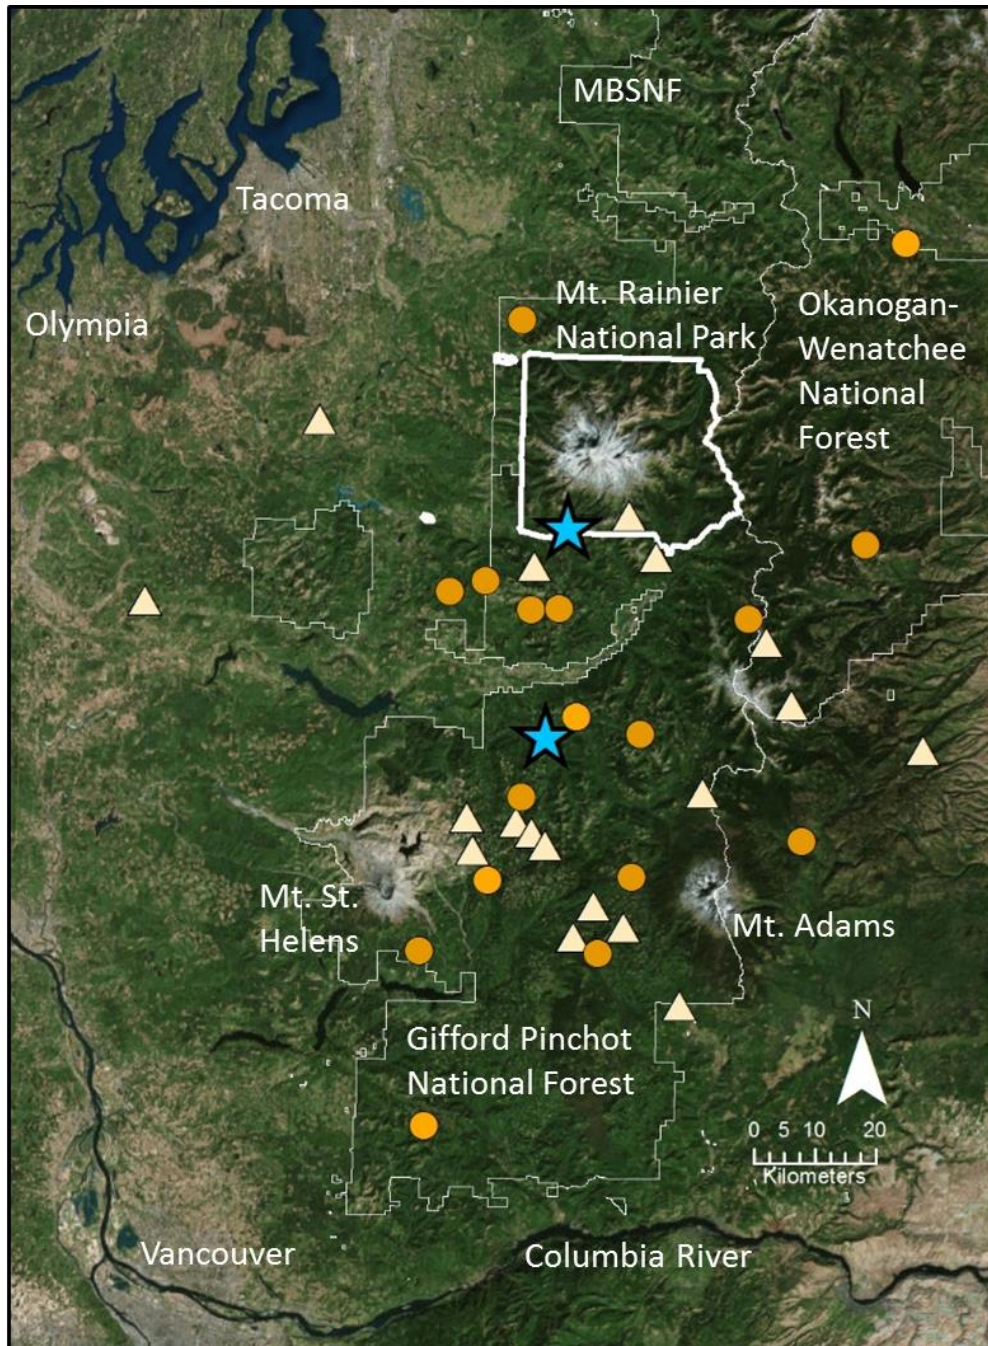 MBSNF
Tacoma
Mt. Rainier
National Park
Okanogan-
Wenatchee
National
Forest
Olympia
Mt. St.
Helens
Mt. Adams
Gifford Pinchot
National Forest
N
0 5 10 20
Kilometers
Vancouver
Columbia River